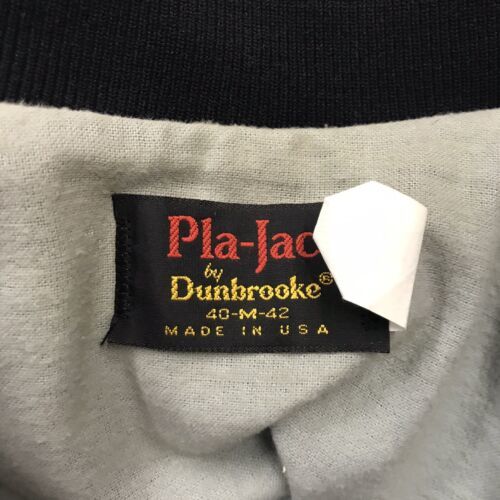 Pla-Jac
by
Dunbrooke®
40-M-42
MADE IN USA